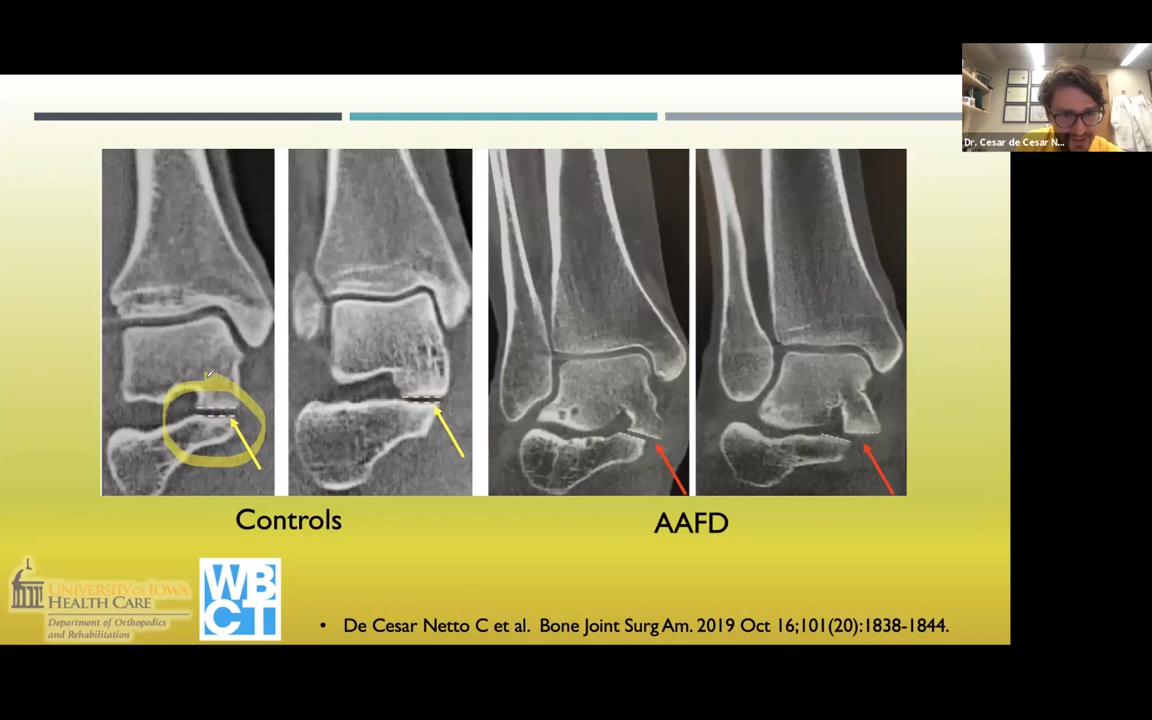 Dr. Cesar de Cesar N...
Controls
AAFD
UNIVERSITY OF IOWA
HEALTH CARE
Department of Orthopedics
and Rehabilitation
WB
CT
• De Cesar Netto C et al. Bone Joint Surg Am. 2019 Oct 16;101(20):1838-1844.